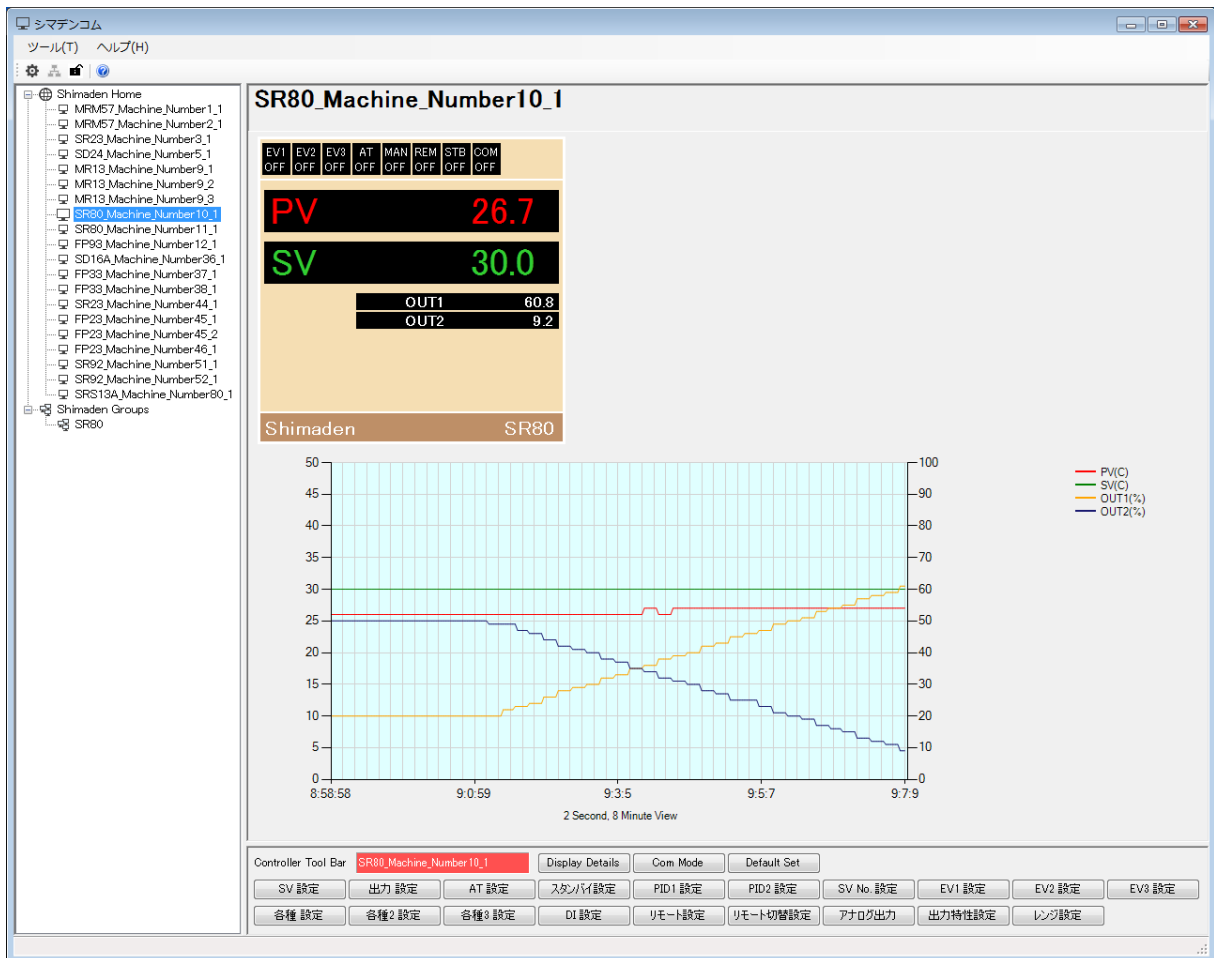 シマデンコム
ツール(T) ヘルプ(H)
Shimaden Home
MRM57_Machine_Number1_1
MRM57_Machine_Number2_1
SR23_Machine_Number3_1
SD24_Machine_Number5_1
MR13_Machine_Number9_1
MR13_Machine_Number9_2
MR13_Machine_Number9_3
SR80_Machine_Number10_1
SR80_Machine_Number11_1
FP93_Machine_Number12_1
SD16A_Machine_Number36_1
FP33_Machine_Number37_1
FP33_Machine_Number38_1
SR23_Machine_Number44_1
FP23_Machine_Number45_1
FP23_Machine_Number45_2
FP23_Machine_Number46_1
SR92_Machine_Number51_1
SR92_Machine_Number52_1
SRS13A_Machine_Number80_1
Shimaden Groups
SR80
SR80_Machine_Number10_1
EV1 EV2 EV3 AT MAN REM STB COM
OFF OFF OFF OFF OFF OFF OFF OFF
PV 26.7
SV 30.0
OUT1 60.8
OUT2 9.2
Shimaden SR80
50 100
45 90
40 80
35 70
30 60
25 50
20 40
15 30
10 20
5 10
0 0
8:58:58 9:0:59 9:3:5 9:5:7 9:7:9
2 Second, 8 Minute View
PV(C)
SV(C)
OUT1(%)
OUT2(%)
Controller Tool Bar SR80_Machine_Number10_1 Display Details Com Mode Default Set
SV 設定 出力 設定 AT 設定 スタンバイ設定 PID1 設定 PID2 設定 SV No. 設定 EV1 設定 EV2 設定 EV3 設定
各種 設定 各種2 設定 各種3 設定 DI 設定 リモート設定 リモート切替設定 アナログ出力 出力特性設定 レンジ設定